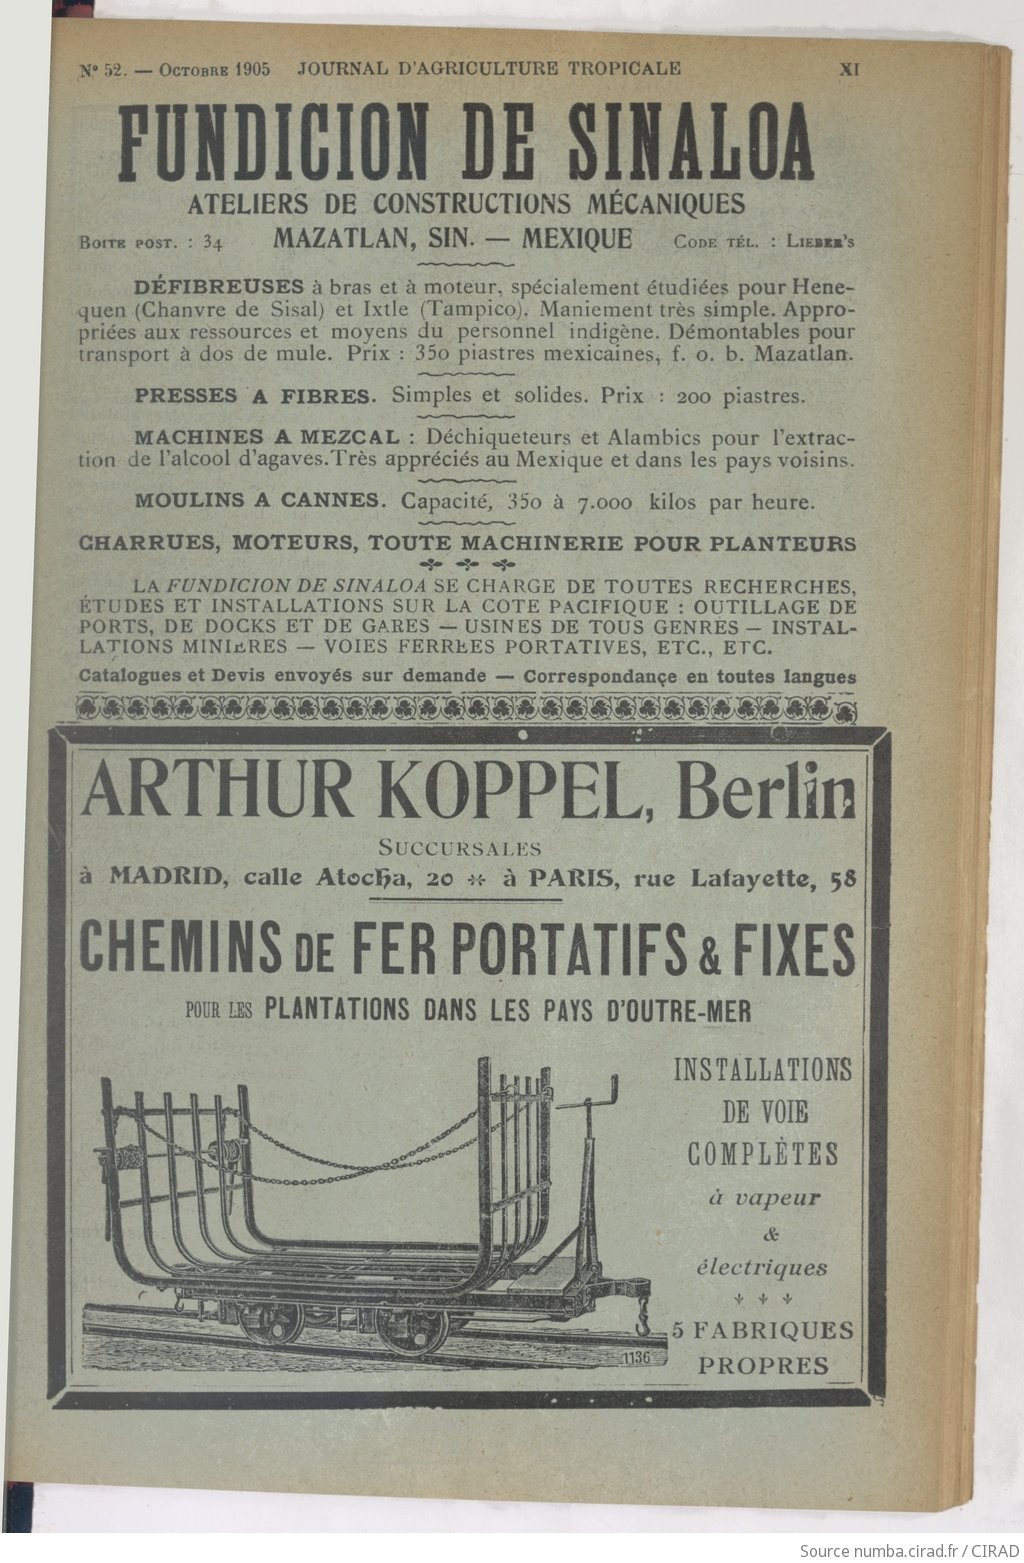 N° 52. — OCTOBRE 1905 JOURNAL D'AGRICULTURE TROPICALE XI
FUNDICION DE SINALOA
ATELIERS DE CONSTRUCTIONS MÉCANIQUES
BOITE POST. : 34 MAZATLAN, SIN. — MEXIQUE CODE TÉL. : LIEBER'S
DÉFIBREUSES à bras et à moteur, spécialement étudiées pour Hene-
quen (Chanvre de Sisal) et Ixtle (Tampico). Maniement très simple. Appro-
priées aux ressources et moyens du personnel indigène. Démontables pour
transport à dos de mule. Prix : 350 piastres mexicaines, f. o. b. Mazatlan.
PRESSES A FIBRES. Simples et solides. Prix : 200 piastres.
MACHINES A MEZCAL : Déchiqueteurs et Alambics pour l'extrac-
tion de l'alcool d'agaves. Très appréciés au Mexique et dans les pays voisins.
MOULINS A CANNES. Capacité, 350 à 7.000 kilos par heure.
CHARRUES, MOTEURS, TOUTE MACHINERIE POUR PLANTEURS
LA FUNDICION DE SINALOA SE CHARGE DE TOUTES RECHERCHES,
ÉTUDES ET INSTALLATIONS SUR LA COTE PACIFIQUE : OUTILLAGE DE
PORTS, DE DOCKS ET DE GARES — USINES DE TOUS GENRES — INSTAL-
LATIONS MINIÈRES — VOIES FERRÉES PORTATIVES, ETC., ETC.
Catalogues et Devis envoyés sur demande — Correspondançe en toutes langues
ARTHUR KOPPEL, Berlin
SUCCURSALES
à MADRID, calle Atocha, 20 à PARIS, rue Lafayette, 58
CHEMINS DE FER PORTATIFS & FIXES
POUR LES PLANTATIONS DANS LES PAYS D'OUTRE-MER
INSTALLATIONS
DE VOIE
COMPLÈTES
à vapeur
&
électriques
5 FABRIQUES
PROPRES
1136
Source numba.cirad.fr / CIRAD